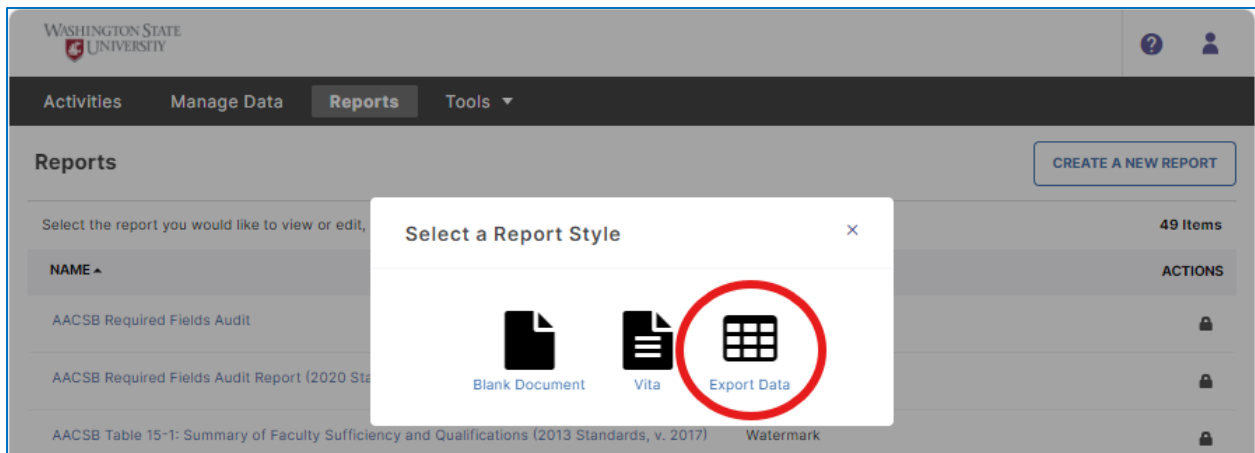 WASHINGTON STATE
UNIVERSITY
Activities Manage Data Reports Tools
Reports
CREATE A NEW REPORT
Select the report you would like to view or edit,
49 Items
NAME
ACTIONS
Select a Report Style ×
Blank Document Vita Export Data
AACSB Required Fields Audit
AACSB Required Fields Audit Report (2020 Sta
AACSB Table 15-1: Summary of Faculty Sufficiency and Qualifications (2013 Standards, v. 2017) Watermark